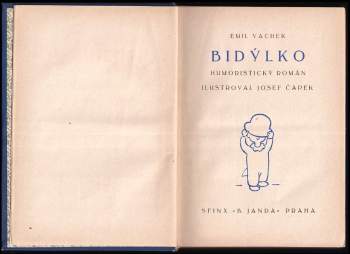 EMIL VACHEK
BIDÝLKO
HUMORISTICKÝ ROMÁN
ILUSTROVAL JOSEF ČAPEK
SFINX * B. JANDA * PRAHA